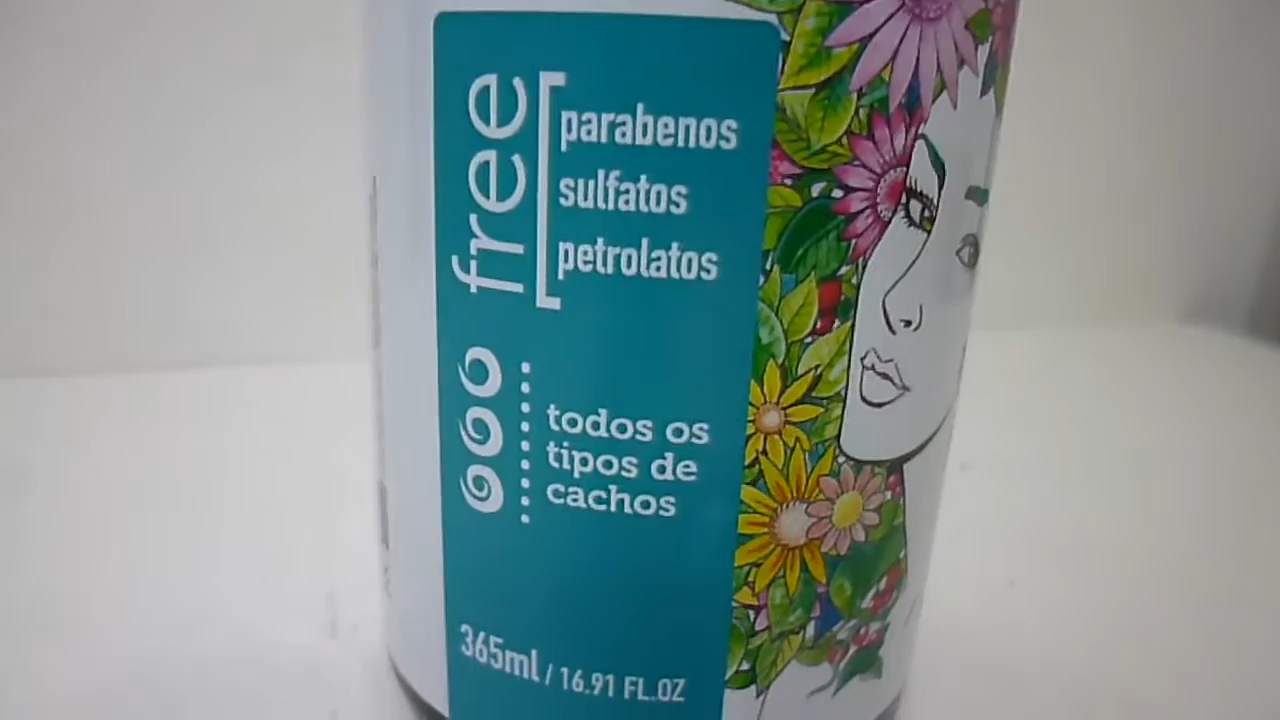 free
parabenos
sulfatos
petrolatos
todos os
tipos de
cachos
365ml / 16.91 FL.OZ